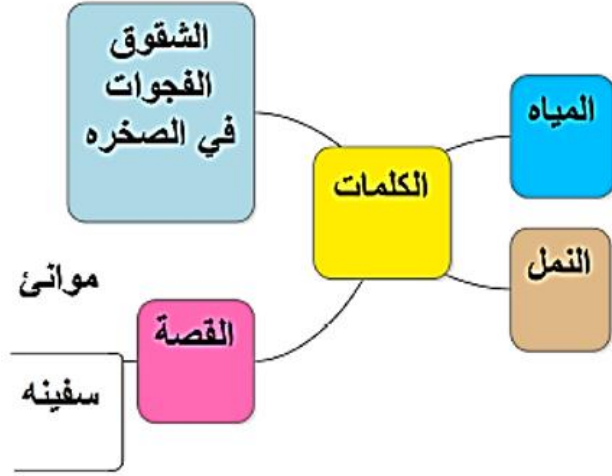 الشقوق
الفجوات
في الصخره
المياه
الكلمات
النمل
موانئ
القصة
سفينه